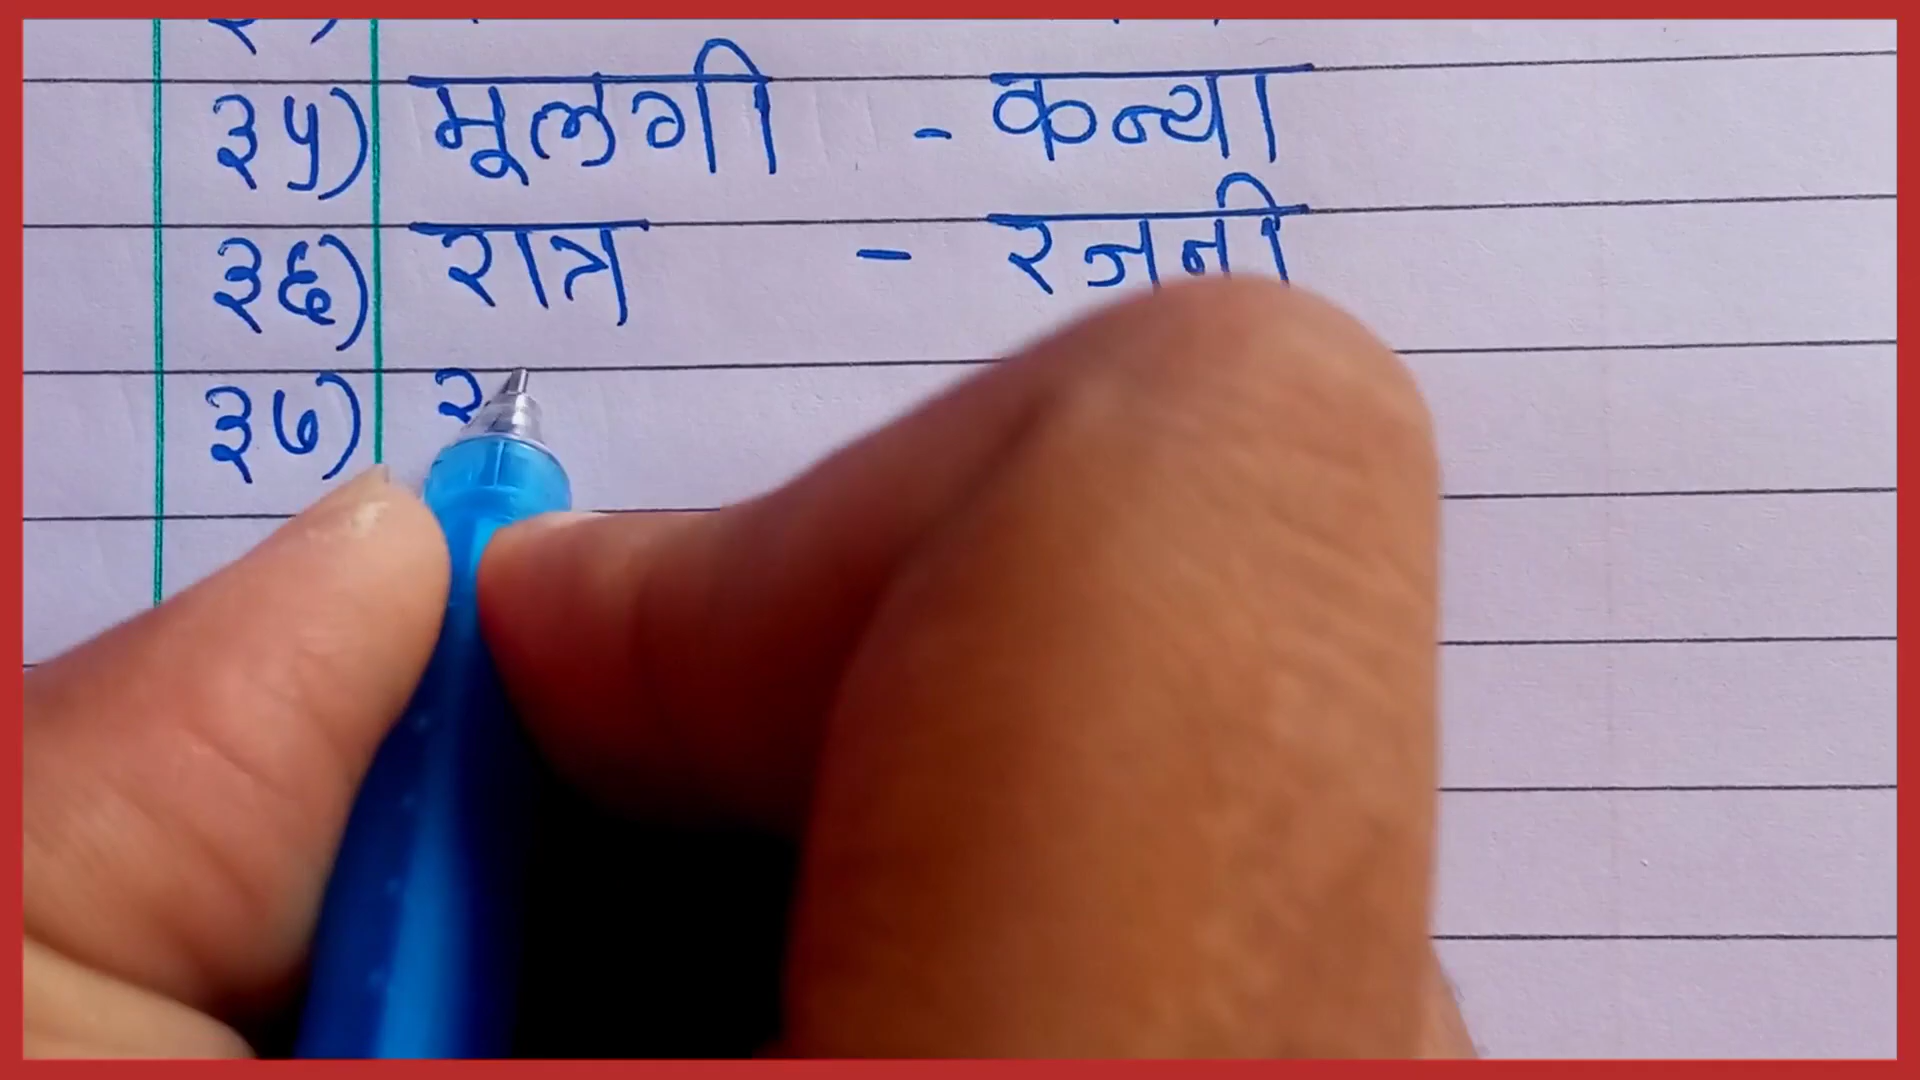 ३५) मूलगी - कन्या
३६) रात्र - रजनी
३७) र